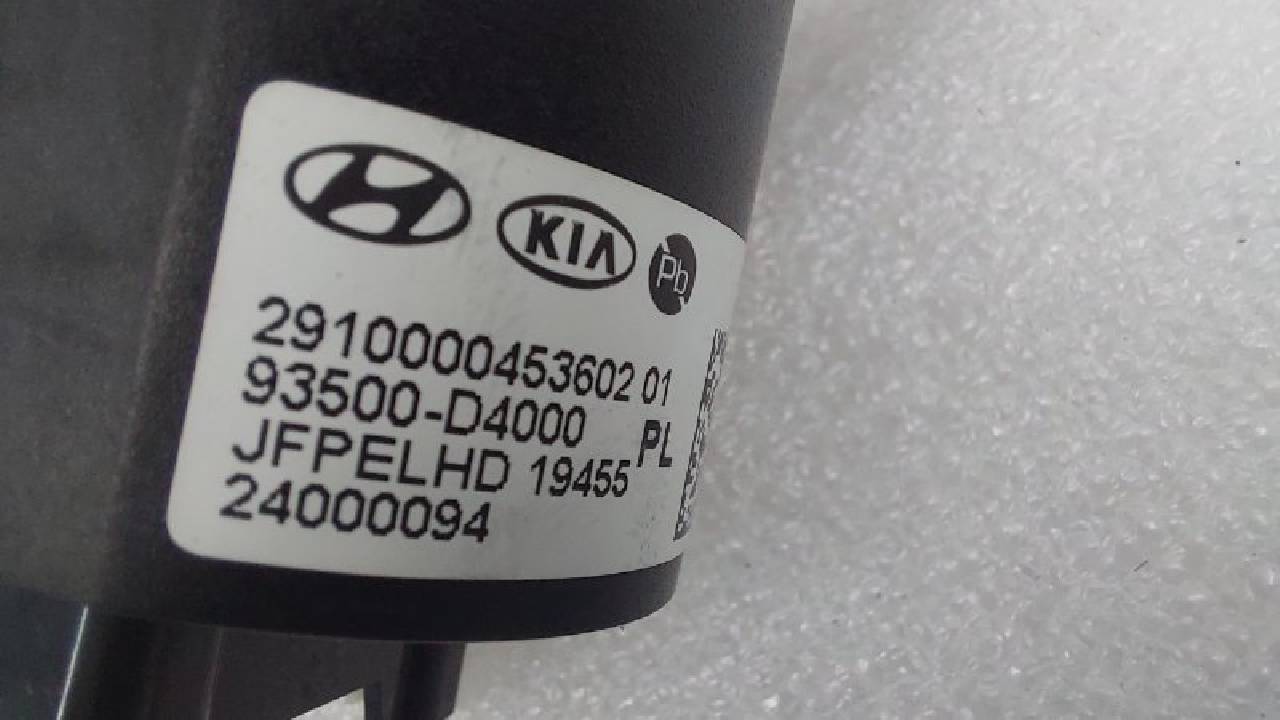 KIA Pb
2910000453602 01
93500-D4000 PL
JFPELHD 19455
24000094